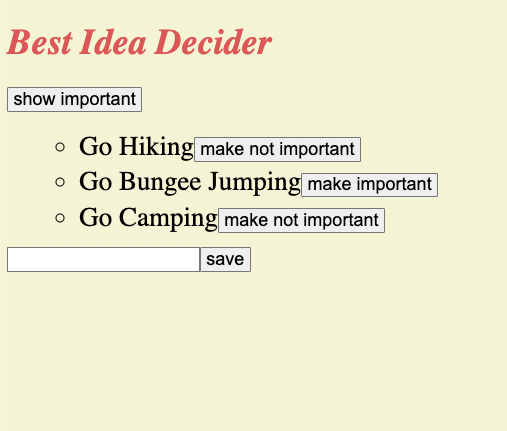 Best Idea Decider
show important
Go Hiking make not important
Go Bungee Jumping make important
Go Camping make not important
save